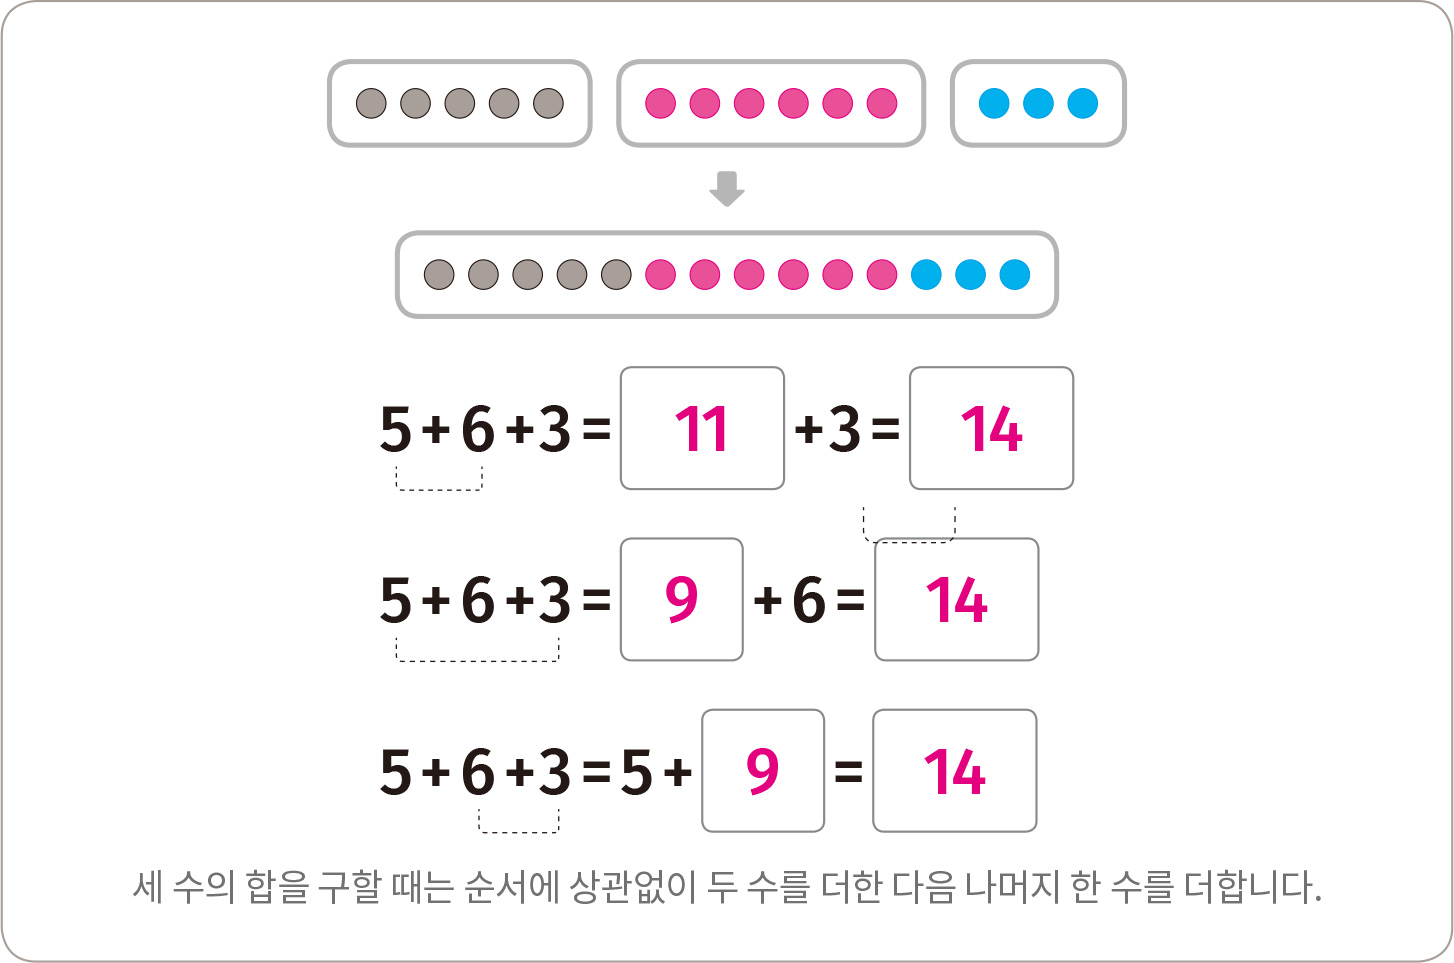 5+6+3= 11 +3= 14
5+6+3= 9 +6= 14
5+6+3=5+ 9 = 14
세 수의 합을 구할 때는 순서에 상관없이 두 수를 더한 다음 나머지 한 수를 더합니다.